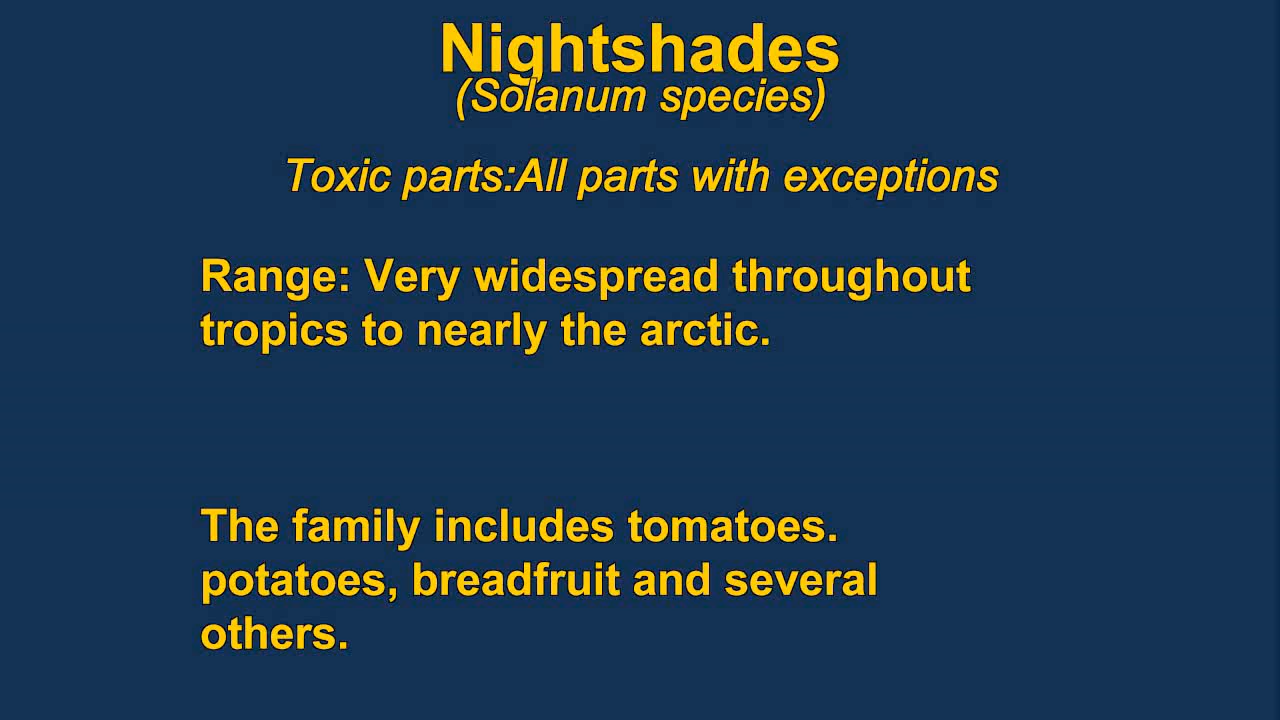 Nightshades
(Solanum species)
Toxic parts:All parts with exceptions
Range: Very widespread throughout
tropics to nearly the arctic.
The family includes tomatoes.
potatoes, breadfruit and several
others.